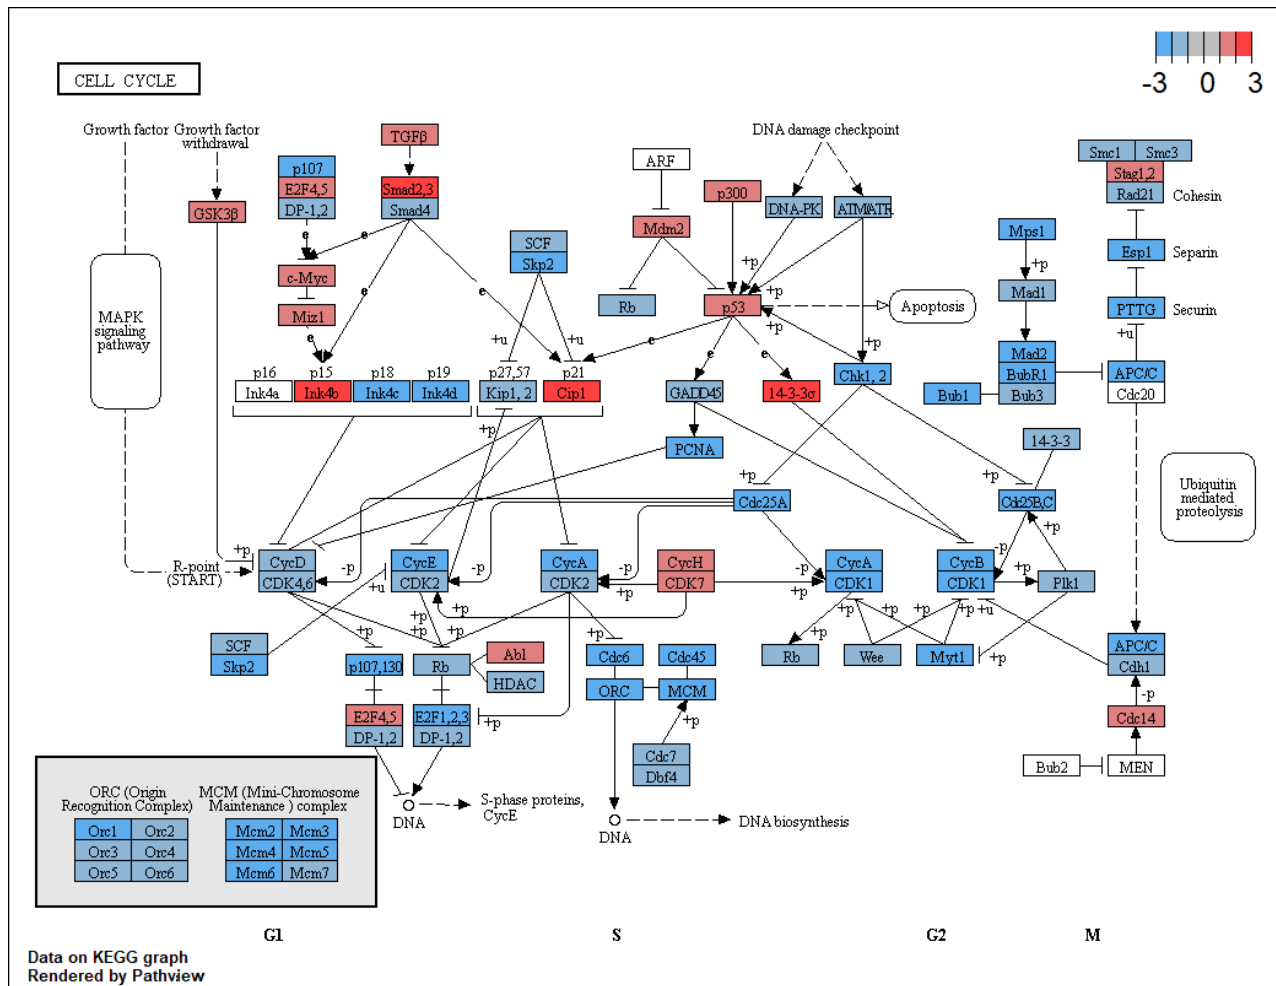 -3 0 3
CELL CYCLE
Growth factor
Growth factor
withdrawal
TGFβ
DNA damage checkpoint
p107
E2F4,5
DP-1,2
Smad2,3
Smad4
ARF
p300
DNA-PK
ATM/ATR
Smc1 Smc3
Stag1,2
Rad21
Cohesin
GSK3β
e
e
Mdm2
SCF
Skp2
Mps1
+p
Esp1
Separin
c-Myc
Miz1
e
e
Rb
p53
+p
+p
+p
Apoptosis
Mad1
PTTG
Securin
MAPK
signaling
pathway
+u
+u
e
e
+p
+u
Mad2
BubR1
Bub3
Bub1
APC/C
Cdc20
p16
Ink4a
p15
Ink4b
p18
Ink4c
p19
Ink4d
p27,57
Kip1, 2
p21
Cip1
GADD45
14-3-3σ
Chk1, 2
+p
PCNA
14-3-3
+p
+p
Cdc25A
Cdc25B,C
Ubiquitin
mediated
proteolysis
R-point
(START)
+p
CycD
CDK4,6
-p
CycE
CDK2
-p
CycA
CDK2
-p
+p
CycH
CDK7
-p
+p
CycA
CDK1
CycB
CDK1
-p
+p
+p
Plk1
+u
SCF
Skp2
+p
+p
+p
+p
+p
+p
+p
+u
p107,130
Rb
Abl
HDAC
Cdc6
Cdc45
ORC
MCM
Rb
Wee
Myt1
+p
APC/C
Cdh1
-p
Cdc14
E2F4,5
DP-1,2
E2F1,2,3
DP-1,2
+p
+p
Cdc7
Dbf4
Bub2
MEN
DNA
S-phase proteins,
CycE
DNA
DNA biosynthesis
ORC (Origin
Recognition Complex)
MCM (Mini-Chromosome
Maintenance ) complex
Orc1 Orc2
Orc3 Orc4
Orc5 Orc6
Mcm2 Mcm3
Mcm4 Mcm5
Mcm6 Mcm7
G1 S G2 M
Data on KEGG graph
Rendered by Pathview